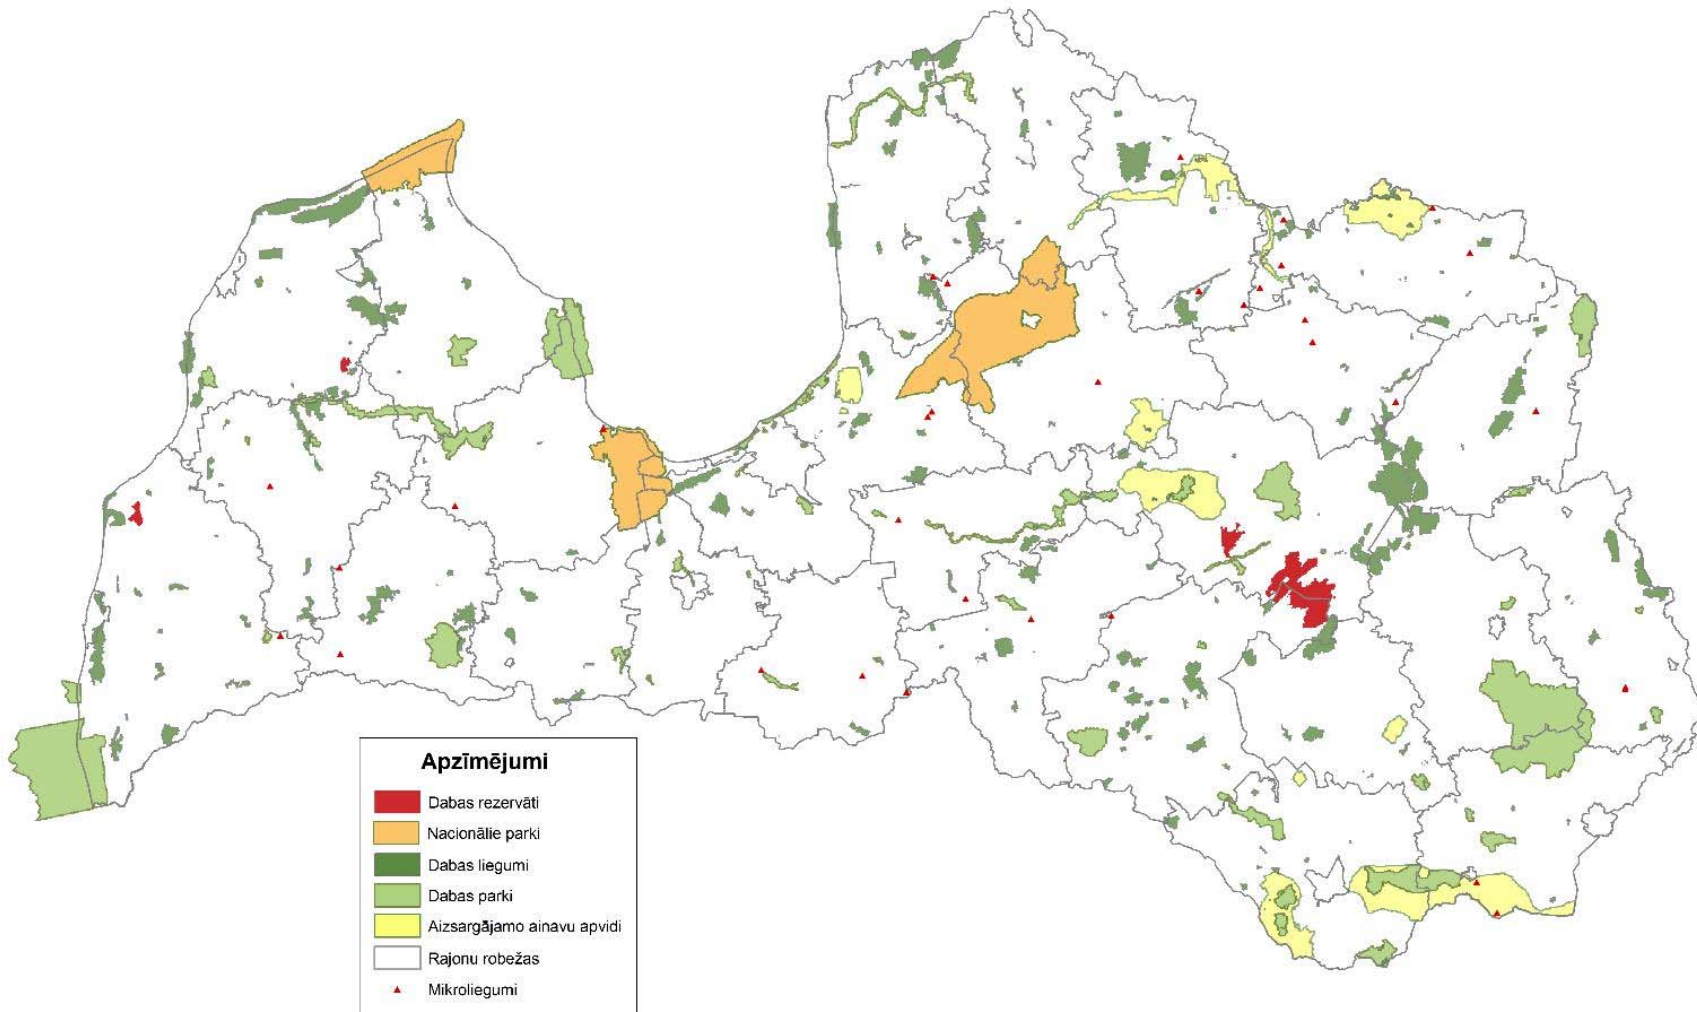 Apzīmējumi
Dabas rezervāti
Nacionālie parki
Dabas liegumi
Dabas parki
Aizsargājamo ainavu apvidi
Rajonu robežas
Mikroliegumi